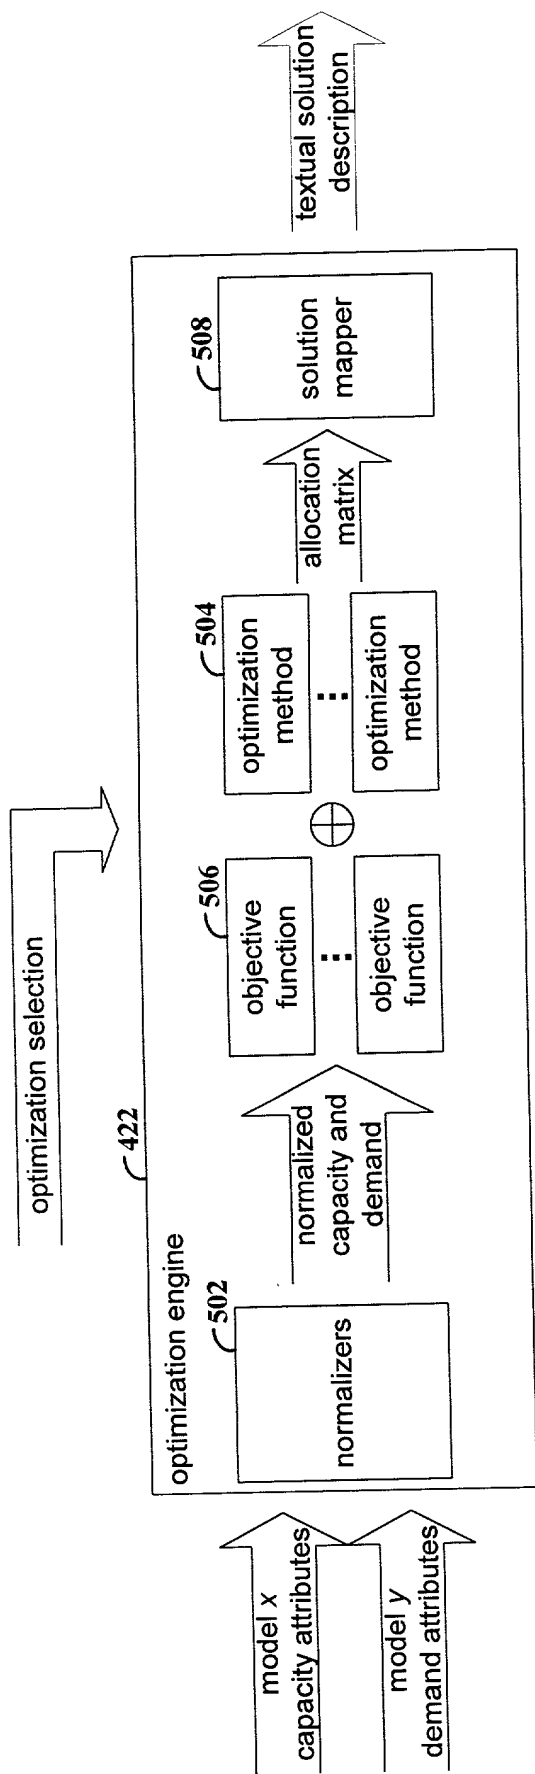 optimization selection
422
optimization engine
model x
capacity attributes
model y
demand attributes
502
normalizers
normalized
capacity and
demand
506
objective
function
objective
function
504
optimization
method
optimization
method
allocation
matrix
508
solution
mapper
textual solution
description